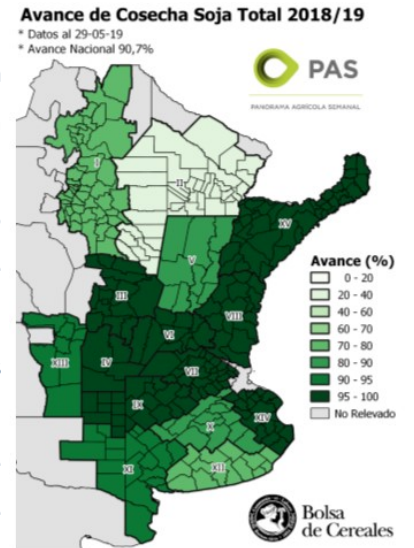 Avance de Cosecha Soja Total 2018/19
* Datos al 29-05-19
* Avance Nacional 90,7%
PAS
PANORAMA AGRÍCOLA SEMANAL
I
II
XV
V
III
VIII
VI
XIII
IV
VII
IX
XIV
X
XI
XII
Avance (%)
0 - 20
20 - 40
40 - 60
60 - 70
70 - 80
80 - 90
90 - 95
95 - 100
No Relevado
Bolsa
de Cereales